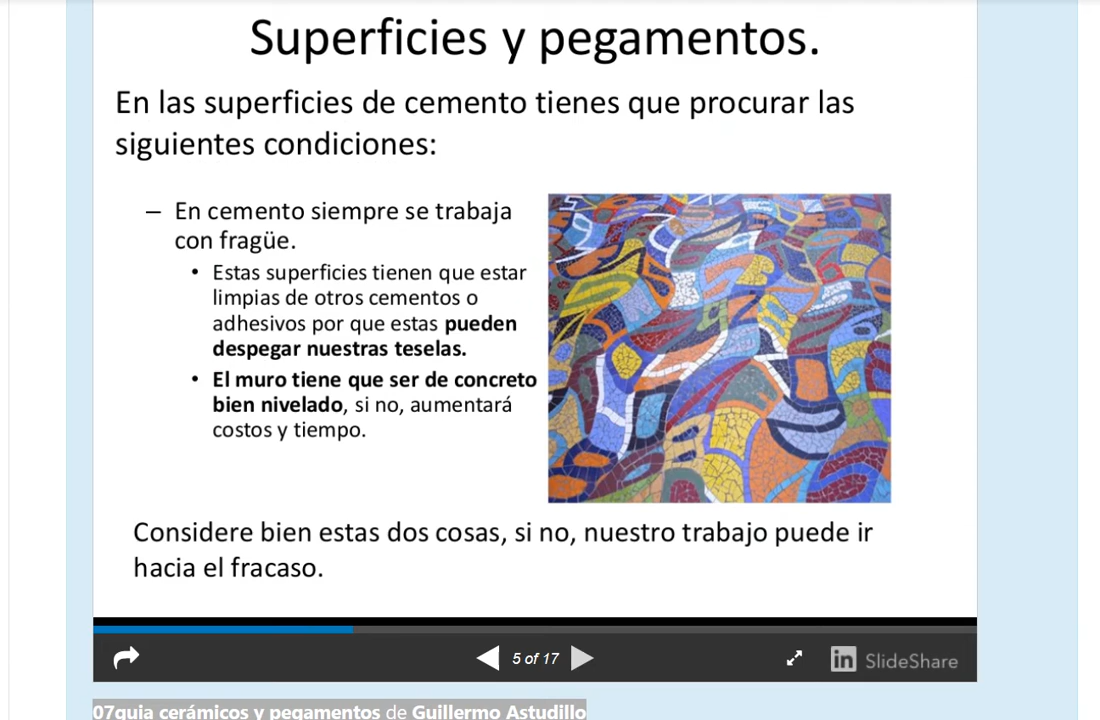 Superficies y pegamentos.
En las superficies de cemento tienes que procurar las
siguientes condiciones:
– En cemento siempre se trabaja
con fragüe.
• Estas superficies tienen que estar
limpias de otros cementos o
adhesivos por que estas pueden
despegar nuestras teselas.
• El muro tiene que ser de concreto
bien nivelado, si no, aumentará
costos y tiempo.
Considere bien estas dos cosas, si no, nuestro trabajo puede ir
hacia el fracaso.
5 of 17
in SlideShare
07guia cerámicos y pegamentos de Guillermo Astudillo